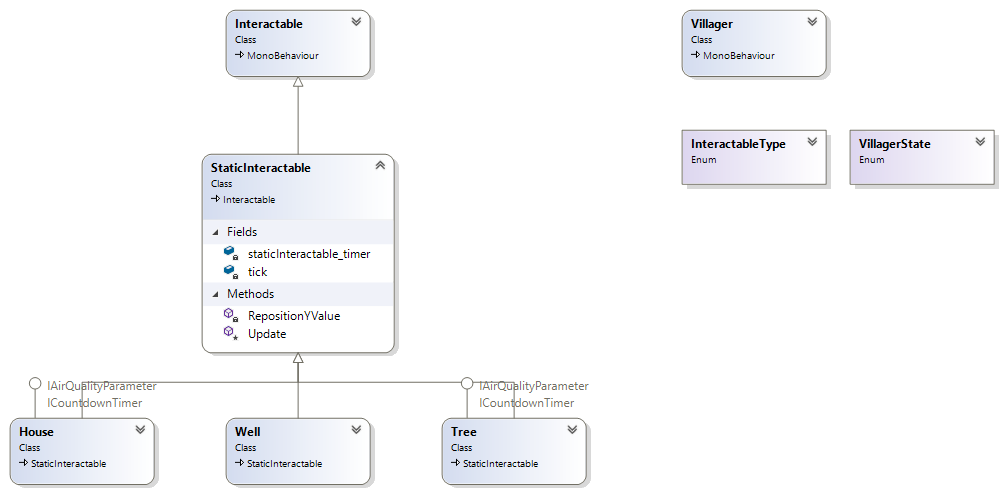 Interactable
Class
MonoBehaviour
Villager
Class
MonoBehaviour
InteractableType
Enum
VillagerState
Enum
StaticInteractable
Class
Interactable
Fields
staticInteractable_timer
tick
Methods
RepositionYValue
Update
IAirQualityParameter
ICountdownTimer
House
Class
StaticInteractable
Well
Class
StaticInteractable
IAirQualityParameter
ICountdownTimer
Tree
Class
StaticInteractable